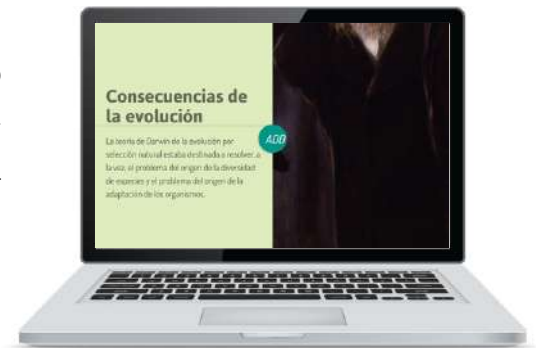 Consecuencias de
la evolución
La teoría de Darwin de la evolución por
selección natural estaba destinada a resolver, a
la vez, el problema del origen de la diversidad
de especies y el problema del origen de la
adaptación de los organismos.
ADD